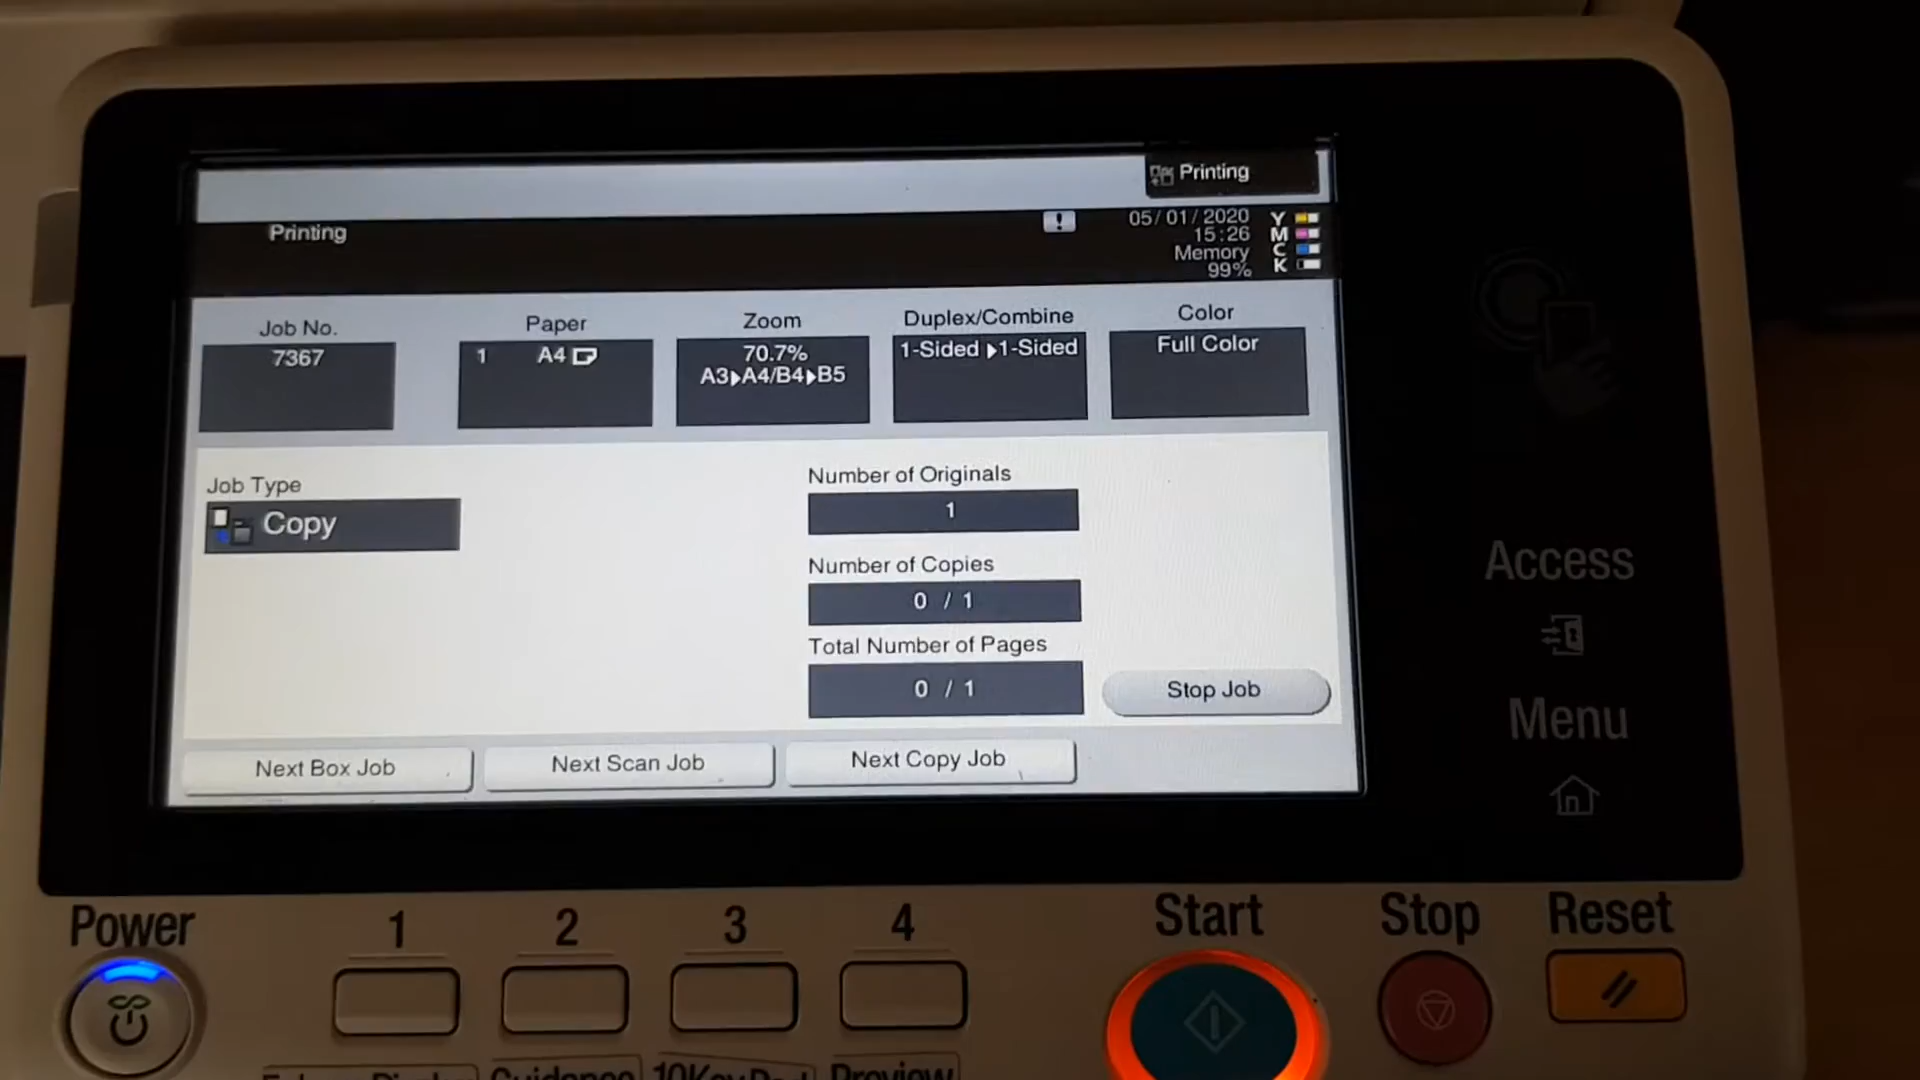 Printing
Printing
!
05/01/2020
15:26
Memory
99%
Y
M
C
K
Job No.
7367
Paper
1 A4
Zoom
70.7%
A3▶A4/B4▶B5
Duplex/Combine
1-Sided ▶1-Sided
Color
Full Color
Job Type
Copy
Number of Originals
1
Number of Copies
0 / 1
Total Number of Pages
0 / 1
Stop Job
Next Box Job
Next Scan Job
Next Copy Job
Access
Menu
Power
1
2
3
4
Start
Stop
Reset
Guidance
Preview